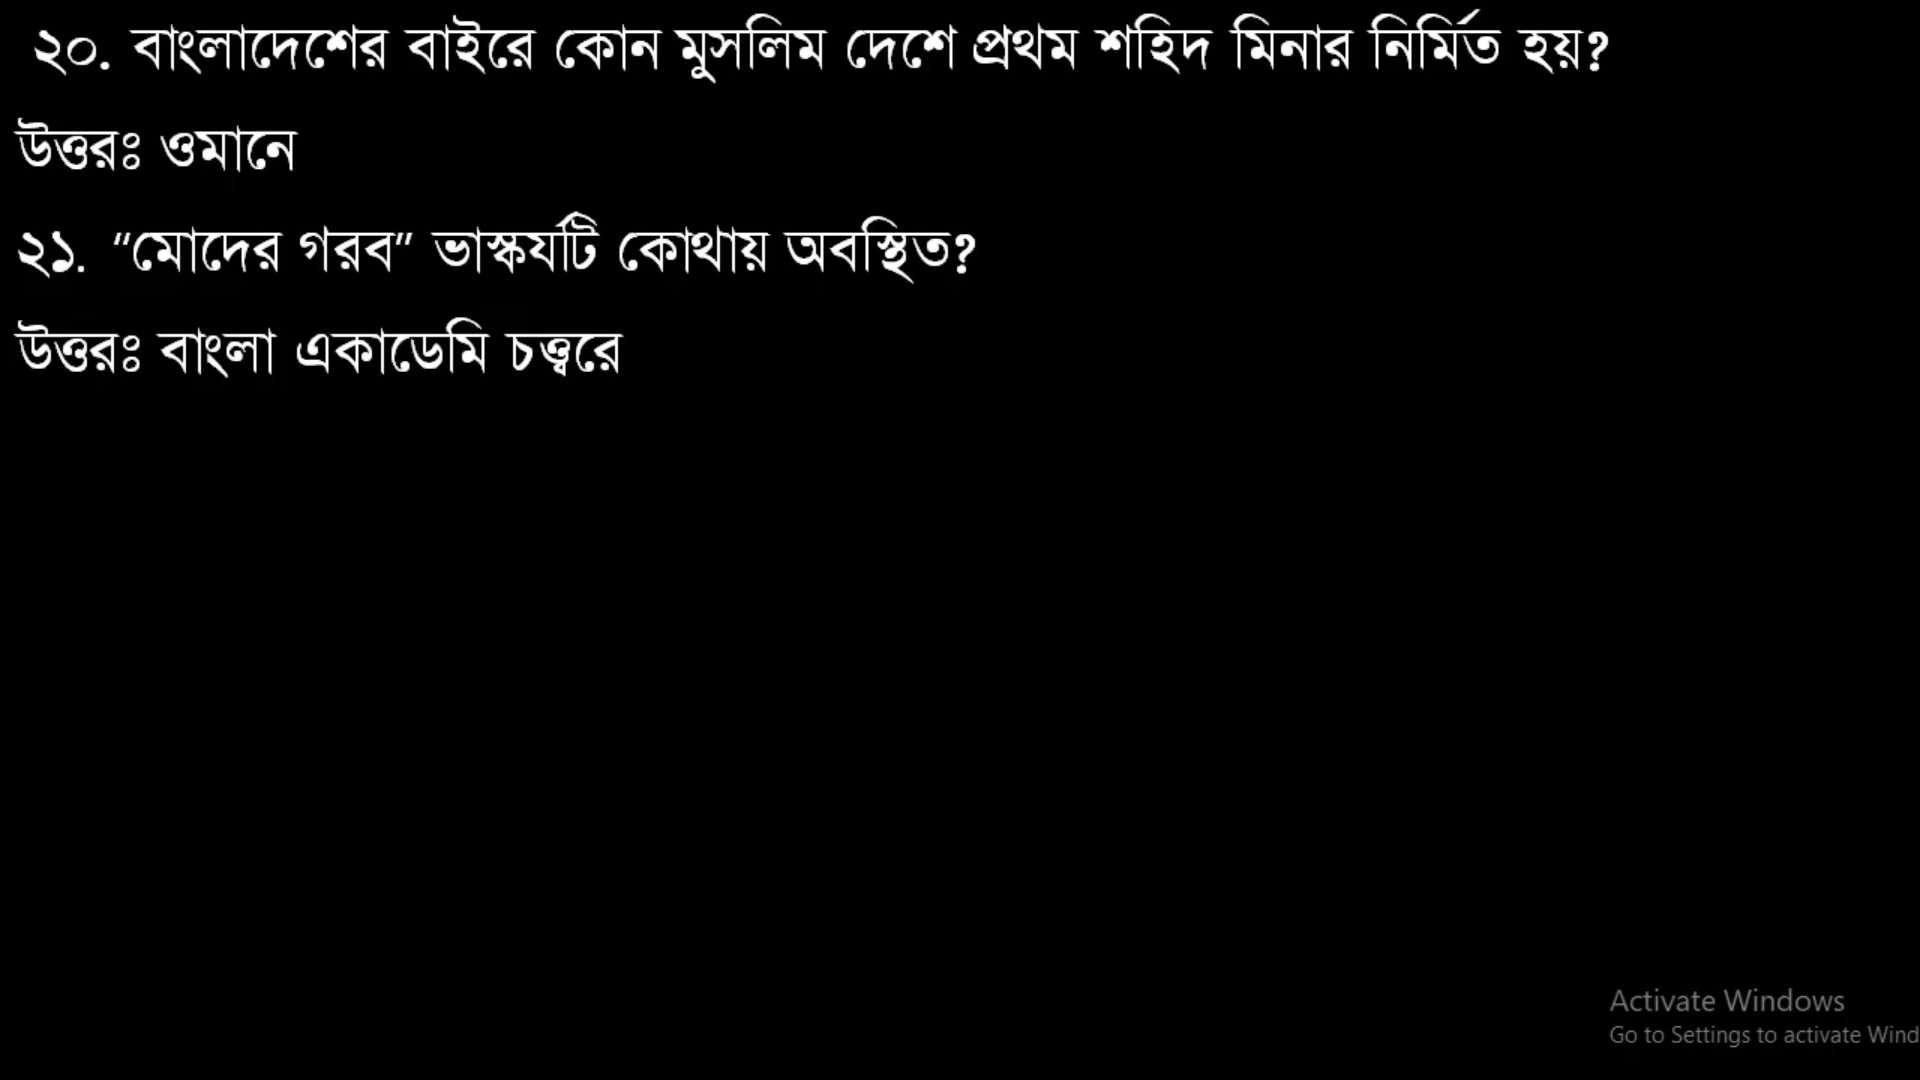 ২০. বাংলাদেশের বাইরে কোন মুসলিম দেশে প্রথম শহিদ মিনার নির্মিত হয়?
উত্তরঃ ওমানে
২১. “মোদের গরব” ভাস্কর্যটি কোথায় অবস্থিত?
উত্তরঃ বাংলা একাডেমি চত্ত্বরে
Activate Windows
Go to Settings to activate Wind